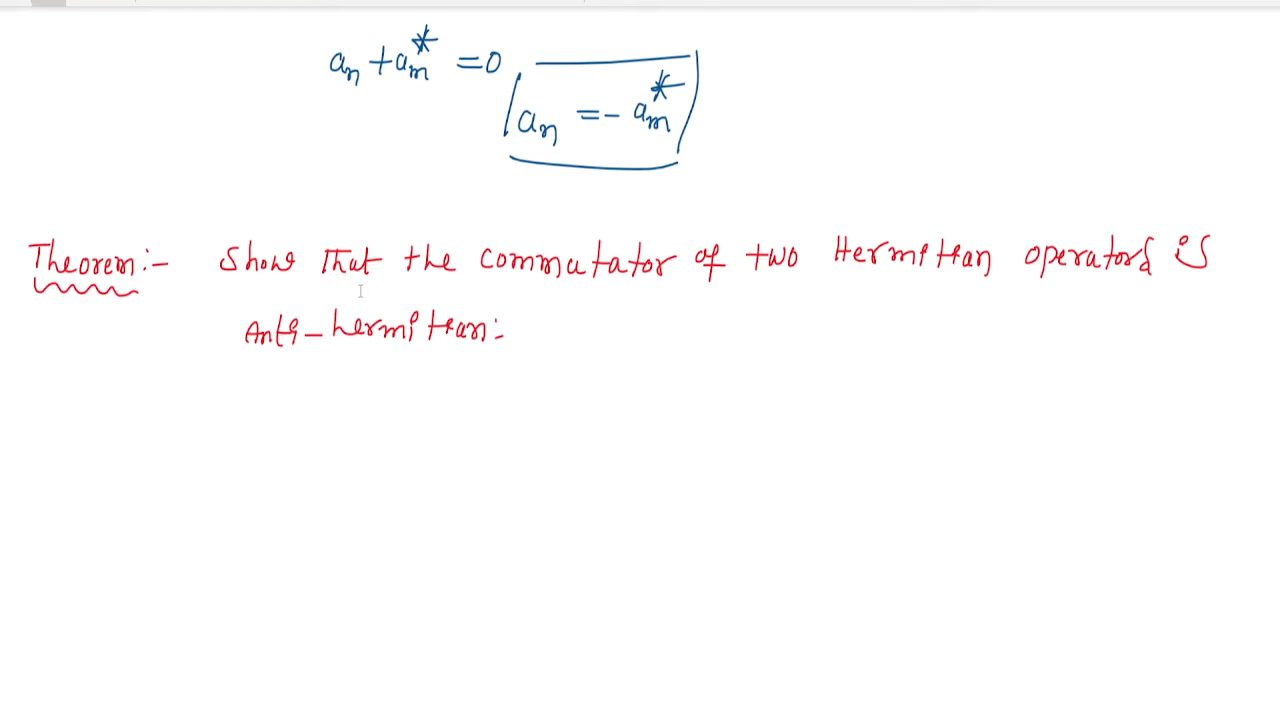 aₙ + aₘ* = 0
aₙ = - aₘ*
Theorem:- Show That the commutator of two Hermitian operators is
Anti-hermitian:-